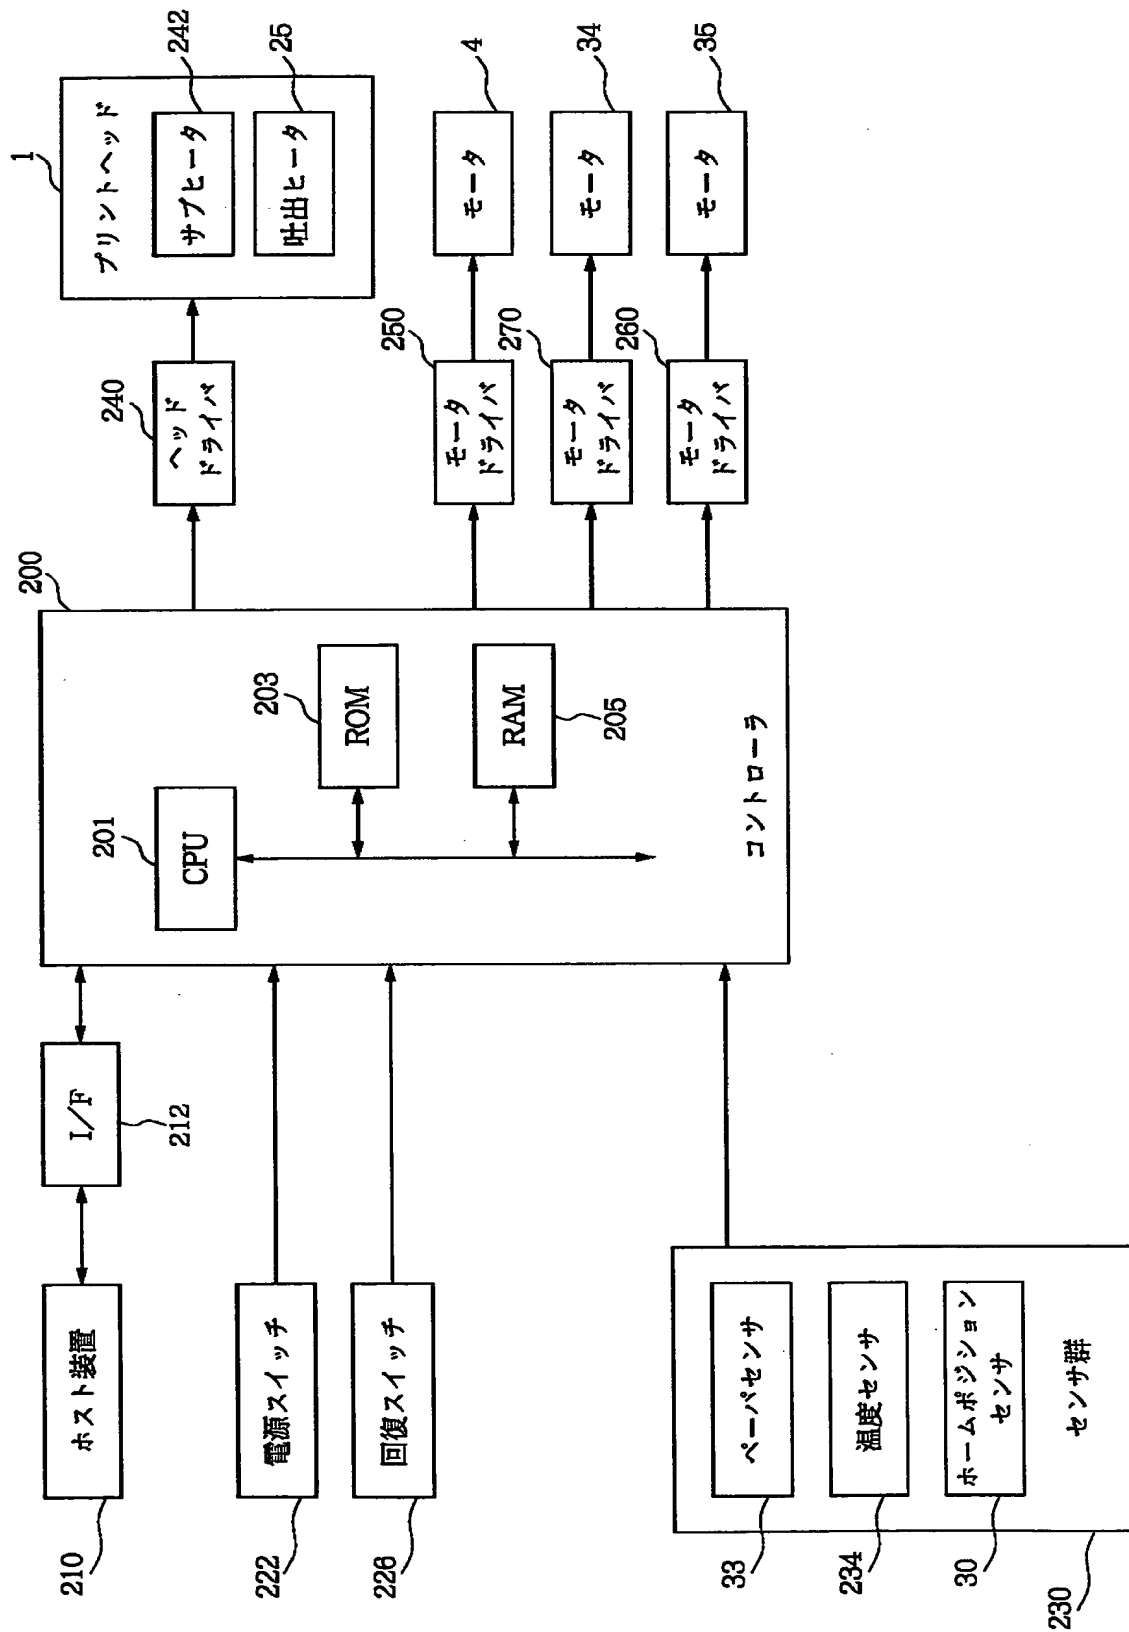 210
ホスト装置
I/F
212
222
電源スイッチ
226
回復スイッチ
33
ペーパセンサ
234
温度センサ
30
ホームポジション
センサ
センサ群
230
200
201
CPU
203
ROM
RAM
205
コントローラ
240
ヘッド
ドライバ
1
プリントヘッド
サブヒータ
242
吐出ヒータ
25
250
モータ
ドライバ
モータ
4
270
モータ
ドライバ
モータ
34
260
モータ
ドライバ
モータ
35